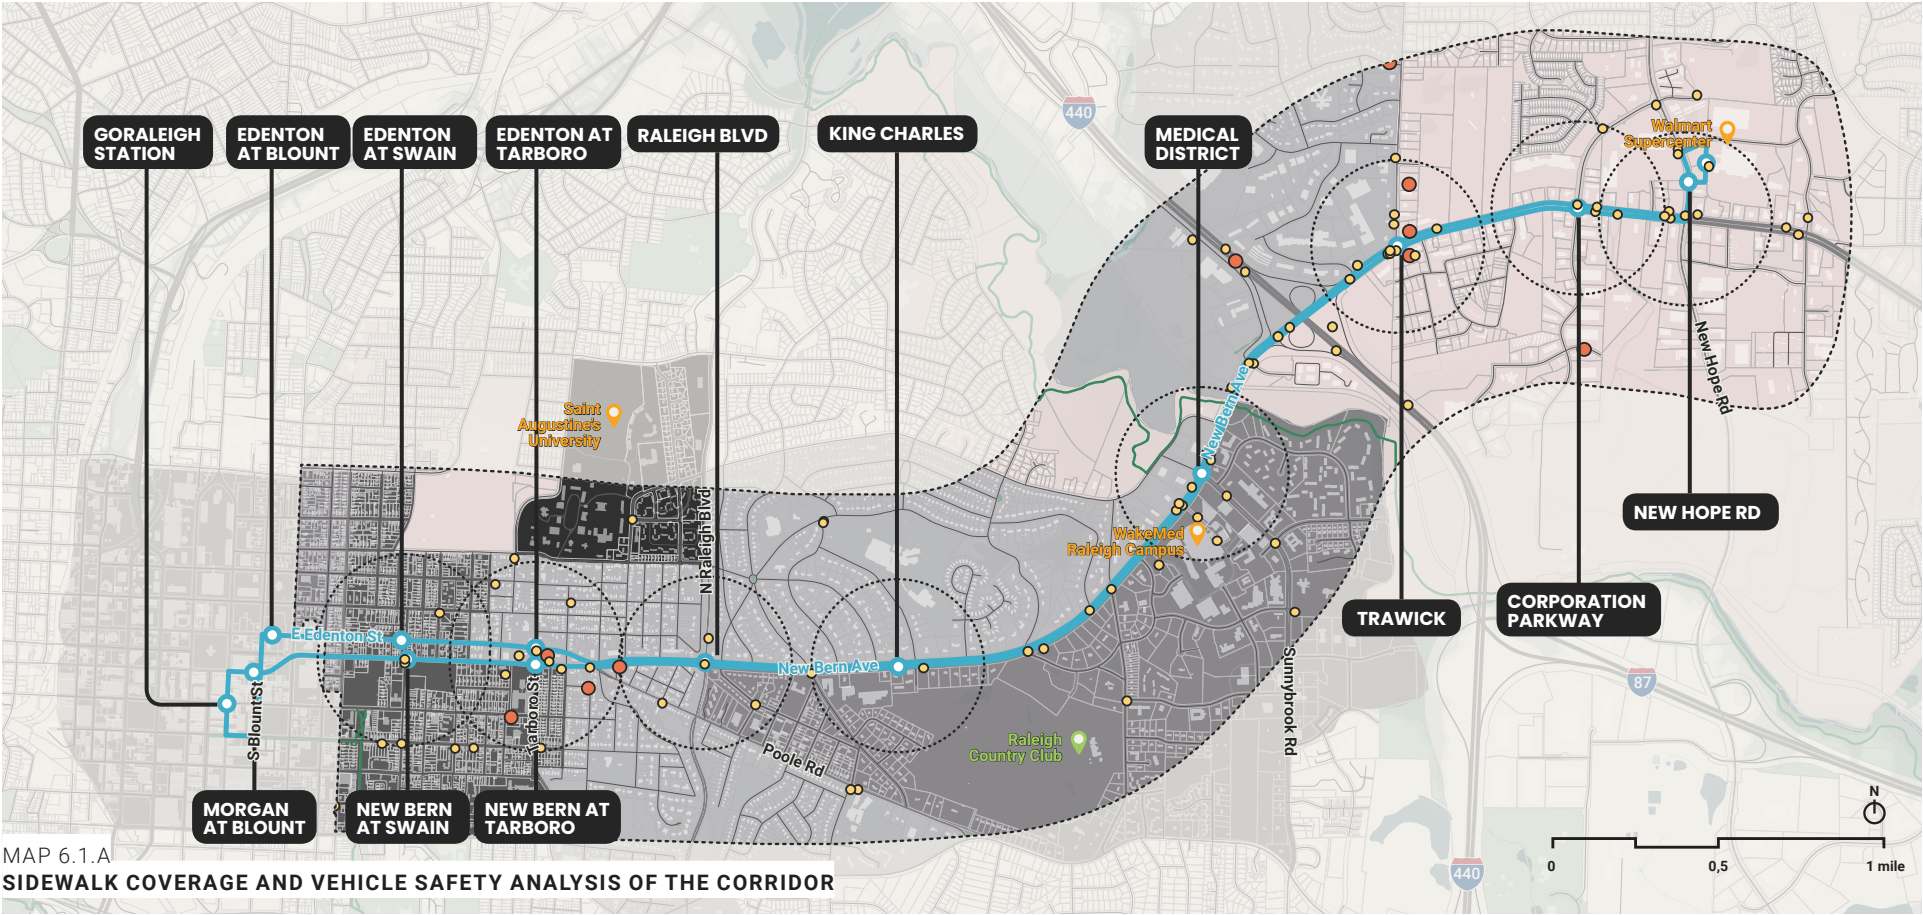 440
GORALEIGH
STATION
EDENTON
AT BLOUNT
EDENTON
AT SWAIN
EDENTON AT
TARBORO
RALEIGH BLVD
KING CHARLES
MEDICAL
DISTRICT
Walmart
Supercenter
Saint
Augustine's
University
New Hope Rd
New Bern Ave
N Raleigh Blvd
WakeMed
Raleigh Campus
NEW HOPE RD
TRAWICK
CORPORATION
PARKWAY
E Edenton St
New Bern Ave
S Blount St
Tarboro St
Sunnybrook Rd
87
Poole Rd
Raleigh
Country Club
MORGAN
AT BLOUNT
NEW BERN
AT SWAIN
NEW BERN AT
TARBORO
N
0
0,5
1 mile
440
MAP 6.1.A
SIDEWALK COVERAGE AND VEHICLE SAFETY ANALYSIS OF THE CORRIDOR